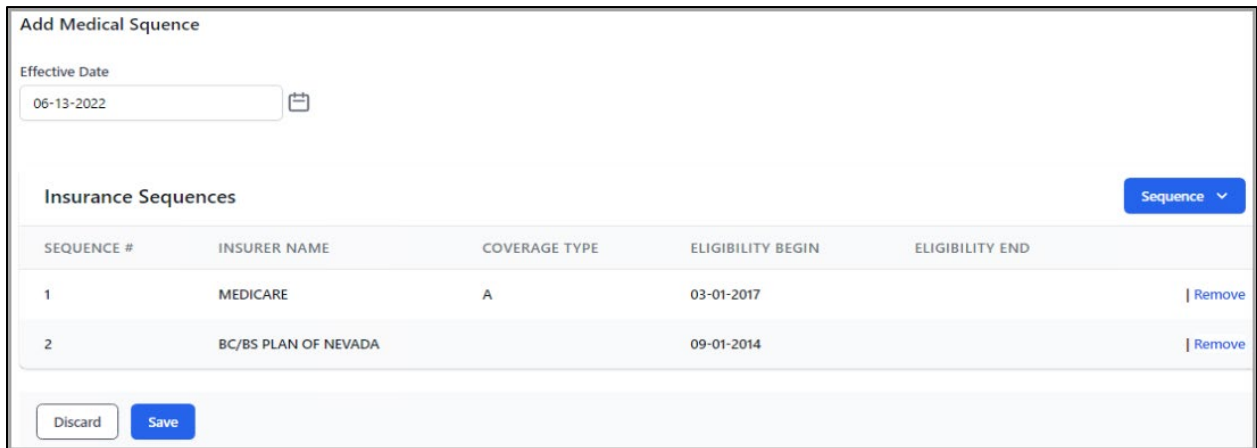 Add Medical Squence
Effective Date
06-13-2022
Insurance Sequences
Sequence
SEQUENCE # INSURER NAME COVERAGE TYPE ELIGIBILITY BEGIN ELIGIBILITY END
1 MEDICARE A 03-01-2017 | Remove
2 BC/BS PLAN OF NEVADA 09-01-2014 | Remove
Discard Save